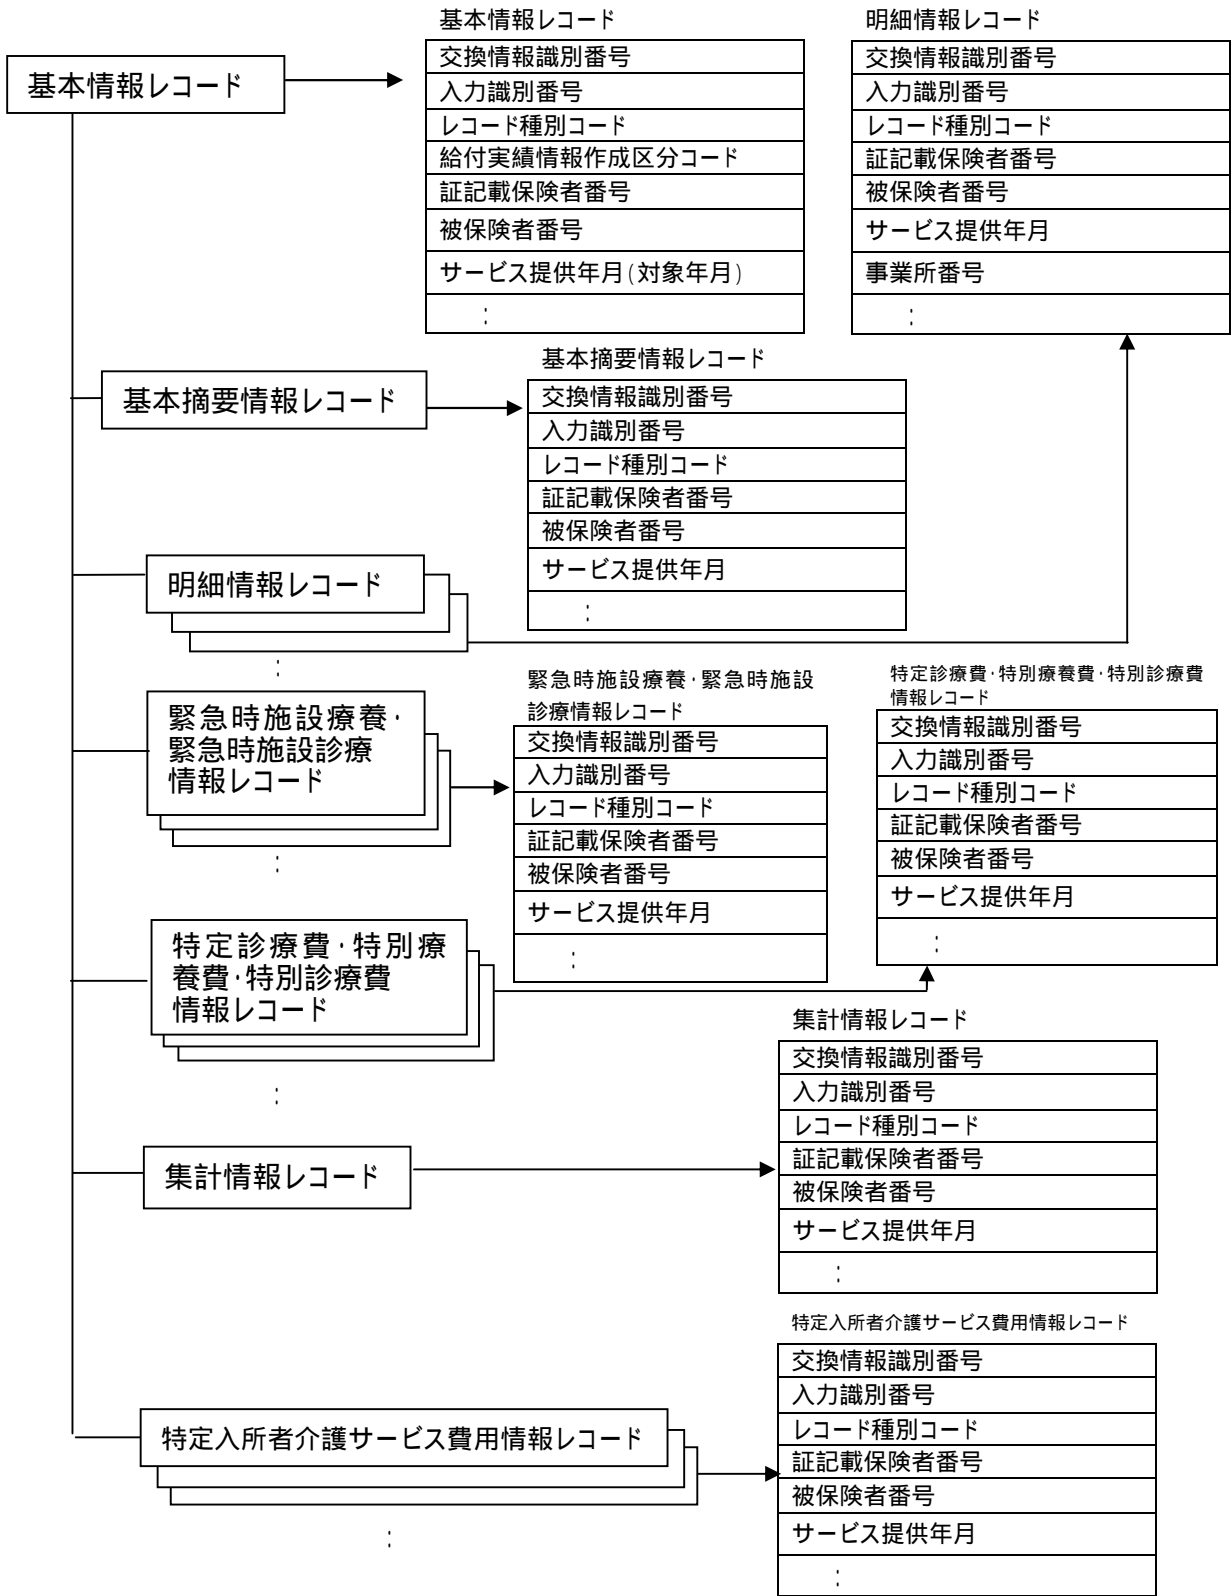 基本情報レコード
基本情報レコード
交換情報識別番号
入力識別番号
レコード種別コード
給付実績情報作成区分コード
証記載保険者番号
被保険者番号
サービス提供年月(対象年月)
:
明細情報レコード
交換情報識別番号
入力識別番号
レコード種別コード
証記載保険者番号
被保険者番号
サービス提供年月
事業所番号
:
基本摘要情報レコード
基本摘要情報レコード
交換情報識別番号
入力識別番号
レコード種別コード
証記載保険者番号
被保険者番号
サービス提供年月
:
明細情報レコード
:
緊急時施設療養・
緊急時施設診療
情報レコード
:
緊急時施設療養・緊急時施設
診療情報レコード
交換情報識別番号
入力識別番号
レコード種別コード
証記載保険者番号
被保険者番号
サービス提供年月
:
特定診療費・特別療養費・特別診療費
情報レコード
交換情報識別番号
入力識別番号
レコード種別コード
証記載保険者番号
被保険者番号
サービス提供年月
:
特定診療費・特別療
養費・特別診療費
情報レコード
:
集計情報レコード
集計情報レコード
交換情報識別番号
入力識別番号
レコード種別コード
証記載保険者番号
被保険者番号
サービス提供年月
:
特定入所者介護サービス費用情報レコード
:
特定入所者介護サービス費用情報レコード
交換情報識別番号
入力識別番号
レコード種別コード
証記載保険者番号
被保険者番号
サービス提供年月
: